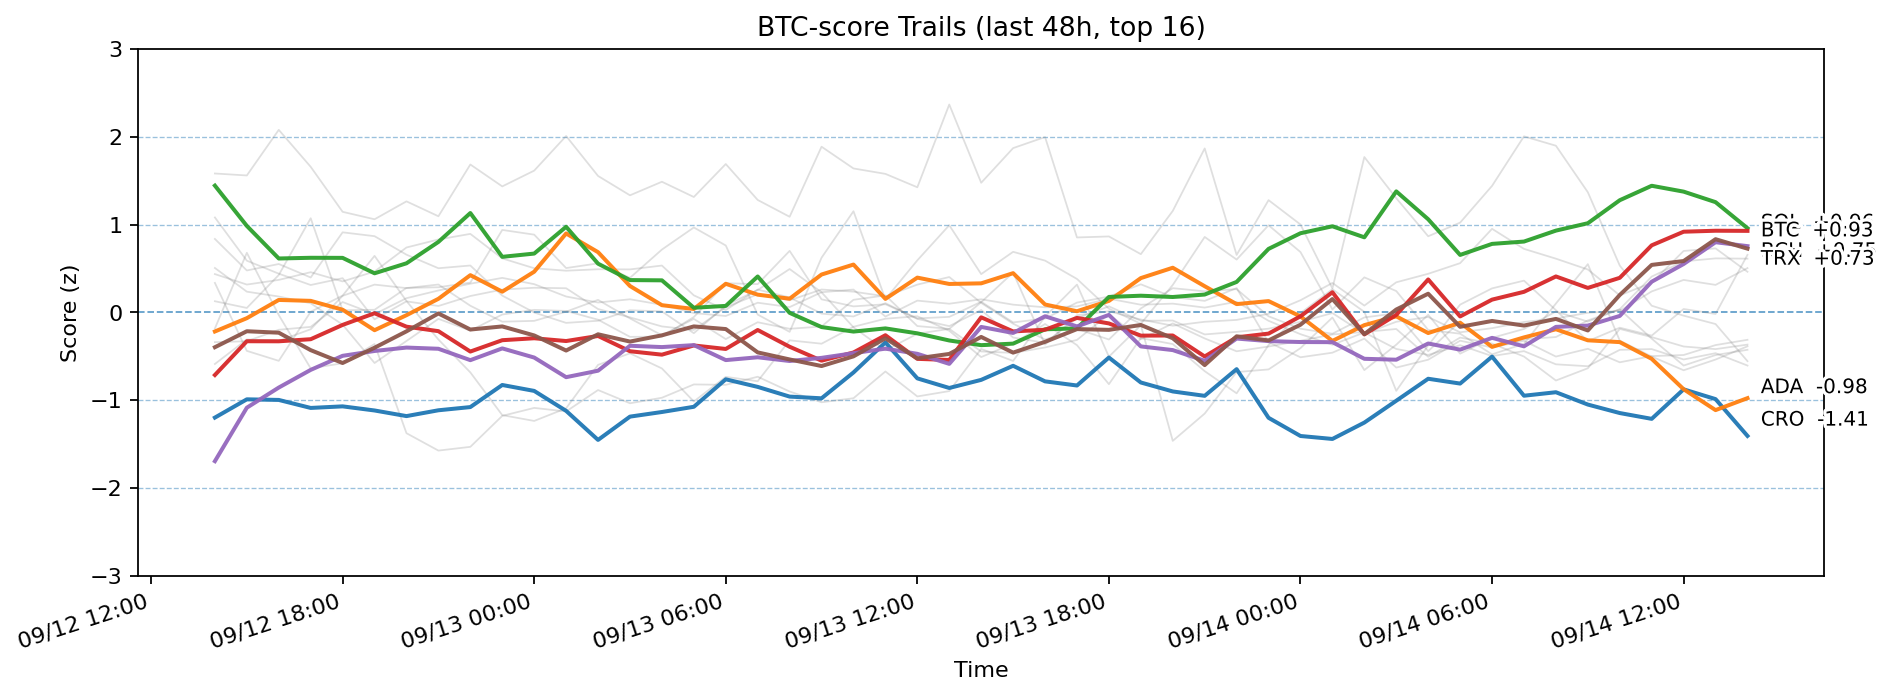 BTC-score Trails (last 48h, top 16)
Score (z)
3
2
1
0
−1
−2
−3
BTC +0.93
TRX +0.73
ADA -0.98
CRO -1.41
09/12 12:00
09/12 18:00
09/13 00:00
09/13 06:00
09/13 12:00
09/13 18:00
09/14 00:00
09/14 06:00
09/14 12:00
Time